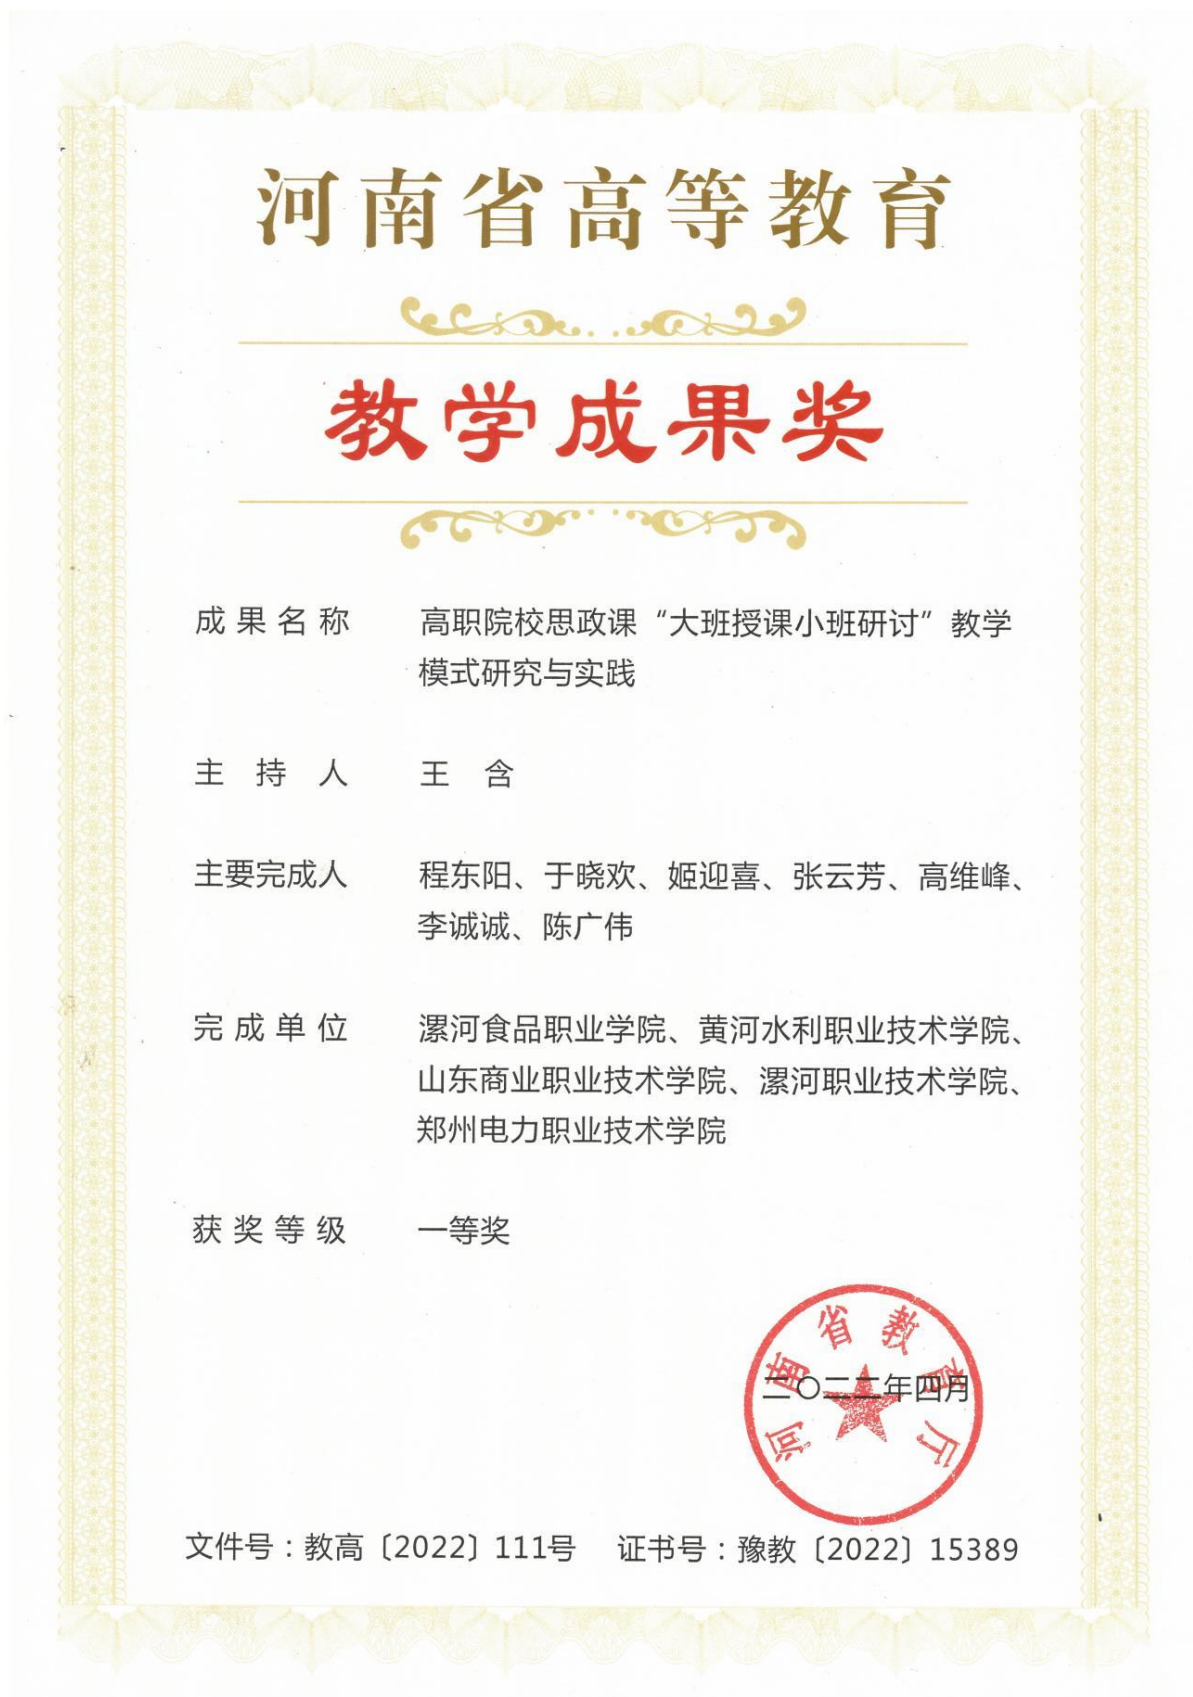 河南省高等教育
教学成果奖
成果名称 高职院校思政课“大班授课小班研讨”教学
模式研究与实践
主持人 王含
主要完成人 程东阳、于晓欢、姬迎喜、张云芳、高维峰、
李诚诚、陈广伟
完成单位 漯河食品职业学院、黄河水利职业技术学院、
山东商业职业技术学院、漯河职业技术学院、
郑州电力职业技术学院
获奖等级 一等奖
河南省教育厅
二〇二二年四月
文件号：教高〔2022〕111号 证书号：豫教〔2022〕15389